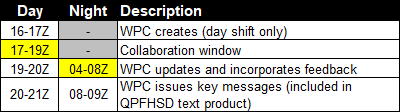 Day Night Description
16-17Z - WPC creates (day shift only)
17-19Z - Collaboration window
19-20Z 04-08Z WPC updates and incorporates feedback
20-21Z 08-09Z WPC issues key messages (included in
QPFHSD text product)